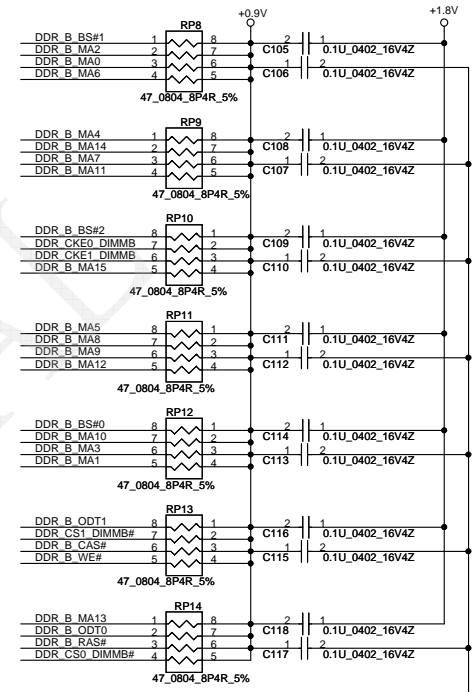 +0.9V +1.8V
RP8
DDR_B_BS#1 1 8 2 1
DDR_B_MA2 2 7 C105 0.1U_0402_16V4Z
DDR_B_MA0 3 6 1 2
DDR_B_MA6 4 5 C106 0.1U_0402_16V4Z
47_0804_8P4R_5%
RP9
DDR_B_MA4 1 8 2 1
DDR_B_MA14 2 7 C108 0.1U_0402_16V4Z
DDR_B_MA7 3 6 1 2
DDR_B_MA11 4 5 C107 0.1U_0402_16V4Z
47_0804_8P4R_5%
RP10
DDR_B_BS#2 8 1 2 1
DDR_CKE0_DIMMB 7 2 C109 0.1U_0402_16V4Z
DDR_CKE1_DIMMB 6 3 1 2
DDR_B_MA15 5 4 C110 0.1U_0402_16V4Z
47_0804_8P4R_5%
RP11
DDR_B_MA5 8 1 2 1
DDR_B_MA8 7 2 C111 0.1U_0402_16V4Z
DDR_B_MA9 6 3 1 2
DDR_B_MA12 5 4 C112 0.1U_0402_16V4Z
47_0804_8P4R_5%
RP12
DDR_B_BS#0 8 1 2 1
DDR_B_MA10 7 2 C114 0.1U_0402_16V4Z
DDR_B_MA3 6 3 1 2
DDR_B_MA1 5 4 C113 0.1U_0402_16V4Z
47_0804_8P4R_5%
RP13
DDR_B_ODT1 8 1 2 1
DDR_CS1_DIMMB# 7 2 C116 0.1U_0402_16V4Z
DDR_B_CAS# 6 3 1 2
DDR_B_WE# 5 4 C115 0.1U_0402_16V4Z
47_0804_8P4R_5%
RP14
DDR_B_MA13 1 8 2 1
DDR_B_ODT0 2 7 C118 0.1U_0402_16V4Z
DDR_B_RAS# 3 6 1 2
DDR_CS0_DIMMB# 4 5 C117 0.1U_0402_16V4Z
47_0804_8P4R_5%